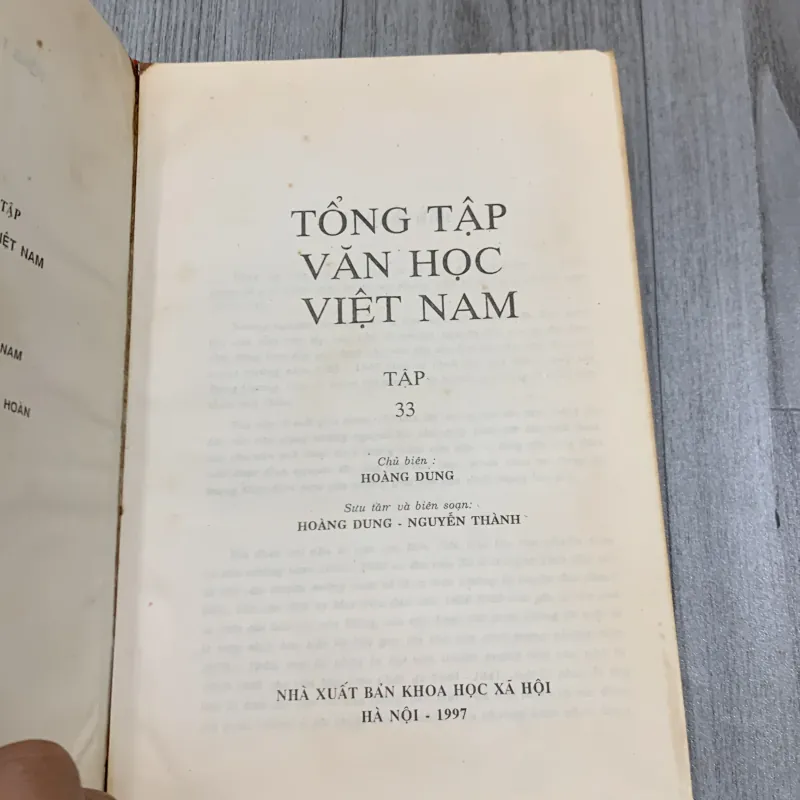 TẬP
IỆT NAM
NAM
HOÀN
TỔNG TẬP
VĂN HỌC
VIỆT NAM
TẬP
33
Chủ biên :
HOÀNG DUNG
Sưu tầm và biên soạn:
HOÀNG DUNG - NGUYỄN THÀNH
NHÀ XUẤT BẢN KHOA HỌC XÃ HỘI
HÀ NỘI - 1997